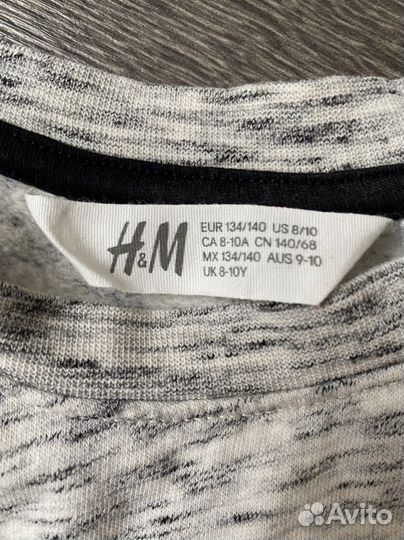 H&M
EUR 134/140 US 8/10
CA 8-10A CN 140/68
MX 134/140 AUS 9-10
UK 8-10Y
Avito